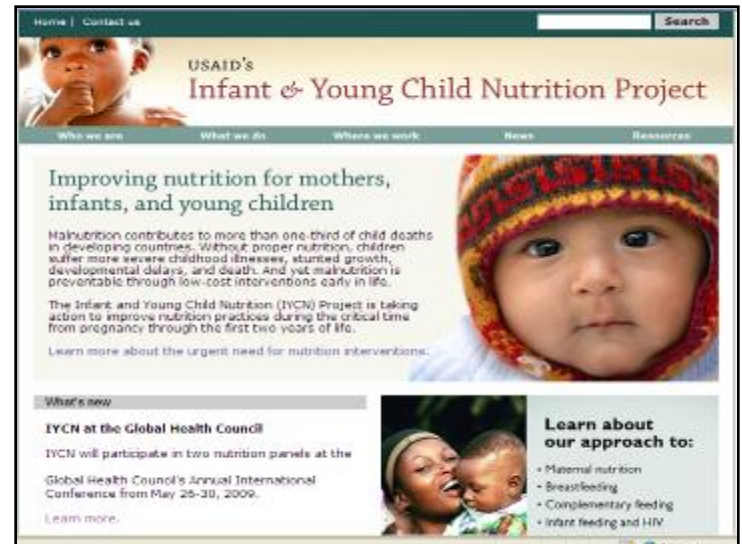 Home | Contact us
Search
USAID's
Infant & Young Child Nutrition Project
Who we are
What we do
Where we work
News
Resources
Improving nutrition for mothers,
infants, and young children
Malnutrition contributes to more than one-third of child deaths
in developing countries. Without proper nutrition, children
suffer more severe childhood illnesses, stunted growth,
developmental delays, and death. And yet malnutrition is
preventable through low-cost interventions early in life.
The Infant and Young Child Nutrition (IYCN) Project is taking
action to improve nutrition practices during the critical time
from pregnancy through the first two years of life.
Learn more about the urgent need for nutrition interventions.
What's new
IYCN at the Global Health Council
IYCN will participate in two nutrition panels at the
Global Health Council's Annual International
Conference from May 26-30, 2009.
Learn more.
Learn about
our approach to:
• Maternal nutrition
• Breastfeeding
• Complementary feeding
• Infant feeding and HIV